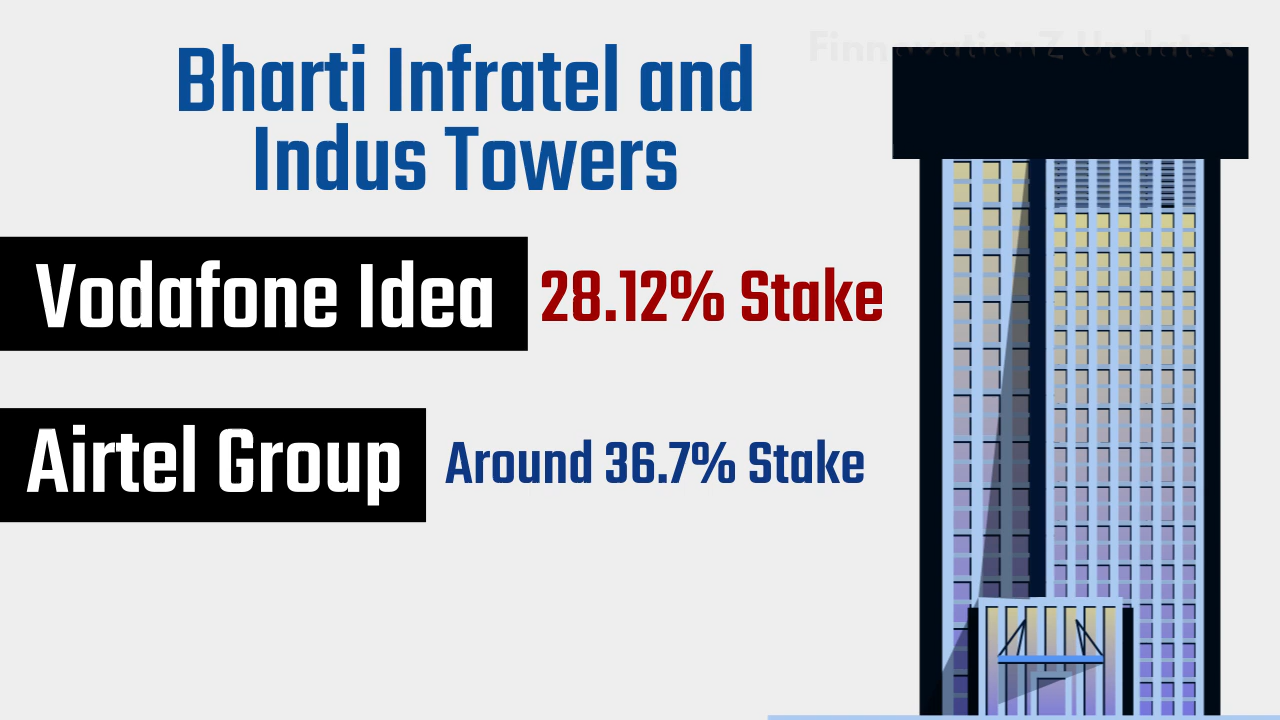 Bharti Infratel and
Indus Towers
Vodafone Idea
28.12% Stake
Airtel Group
Around 36.7% Stake